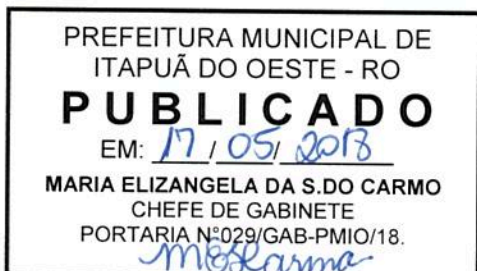 PREFEITURA MUNICIPAL DE
ITAPUÃ DO OESTE - RO
PUBLICADO
EM: 17 / 05 / 2018
MARIA ELIZANGELA DA S.DO CARMO
CHEFE DE GABINETE
PORTARIA N°029/GAB-PMIO/18.